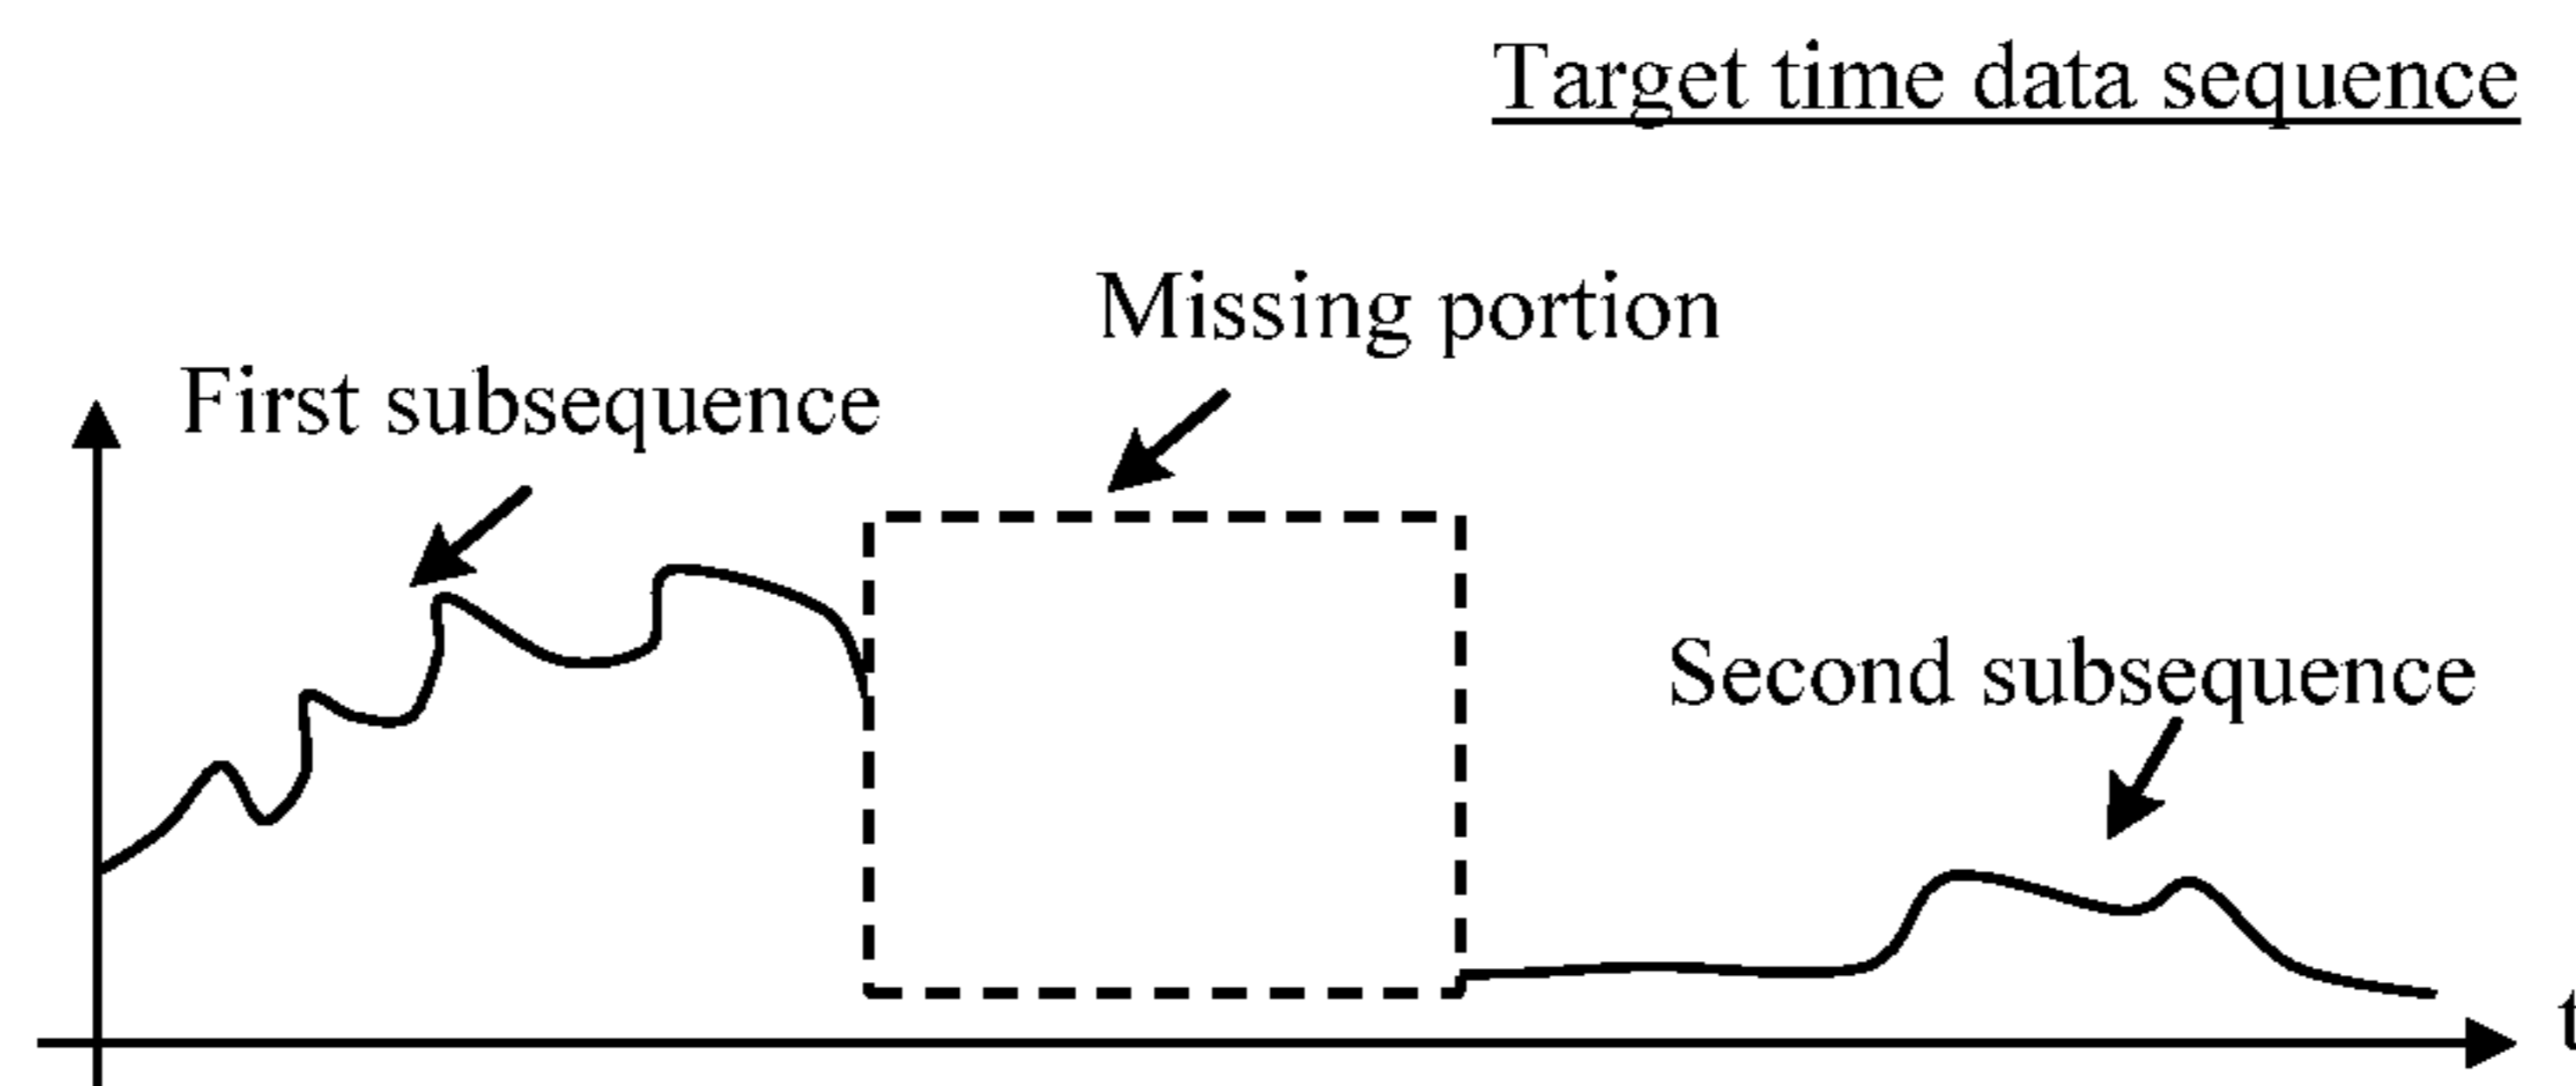 Target time data sequence
Missing portion
First subsequence
Second subsequence
t